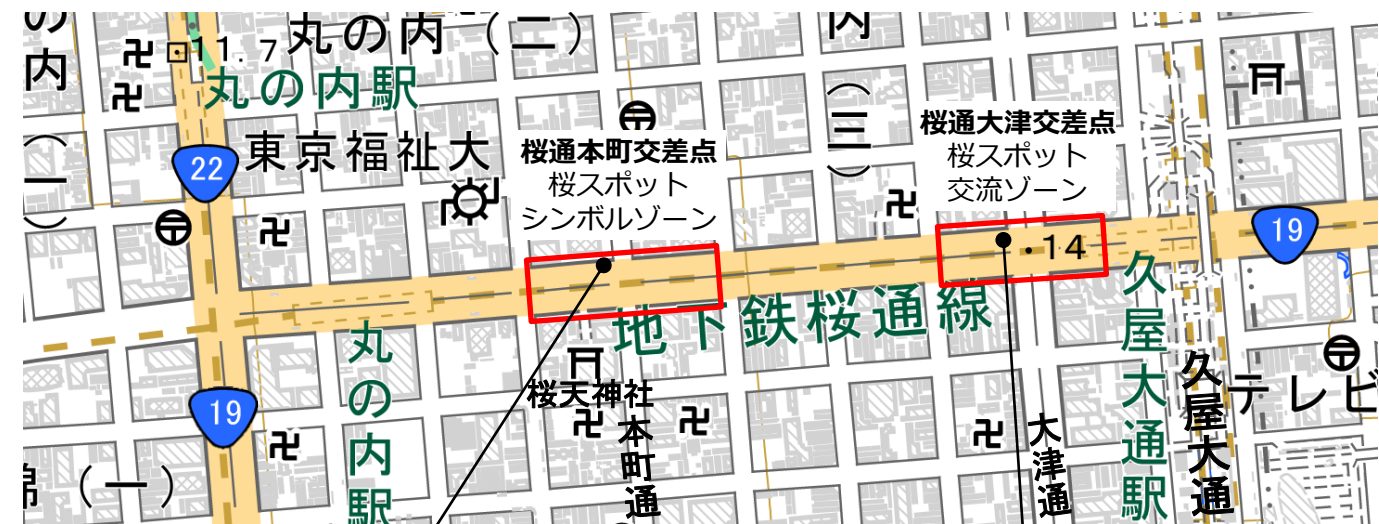 の内
（一）
11.7
丸の内（二）
丸の内駅
内（三）
22
東京福祉大
桜通本町交差点
桜スポット
シンボルゾーン
桜通大津交差点
桜スポット
交流ゾーン
19
・14
地下鉄桜通線
久屋大通駅
丸の内駅
桜天神社
本町通
大津通
久屋大通
テレビ
19
錦（一）